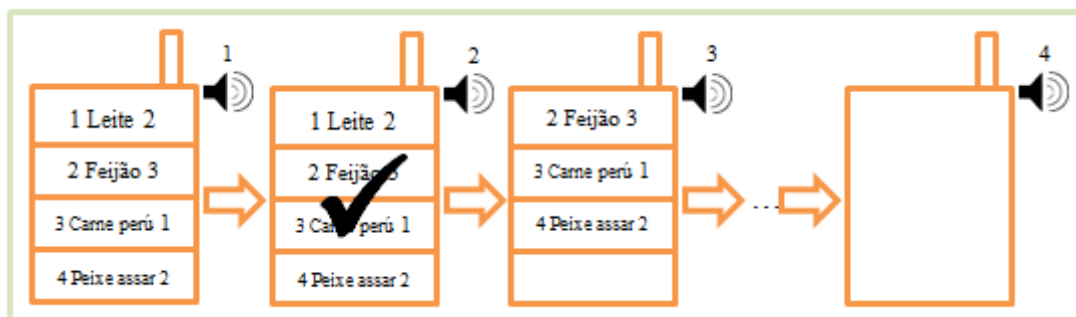 1
1 Leite 2
2 Feijão 3
3 Carne perú 1
4 Peixe assar 2
2
1 Leite 2
2 Feijão 3
3 Carne perú 1
4 Peixe assar 2
3
2 Feijão 3
3 Carne perú 1
4 Peixe assar 2
...
4